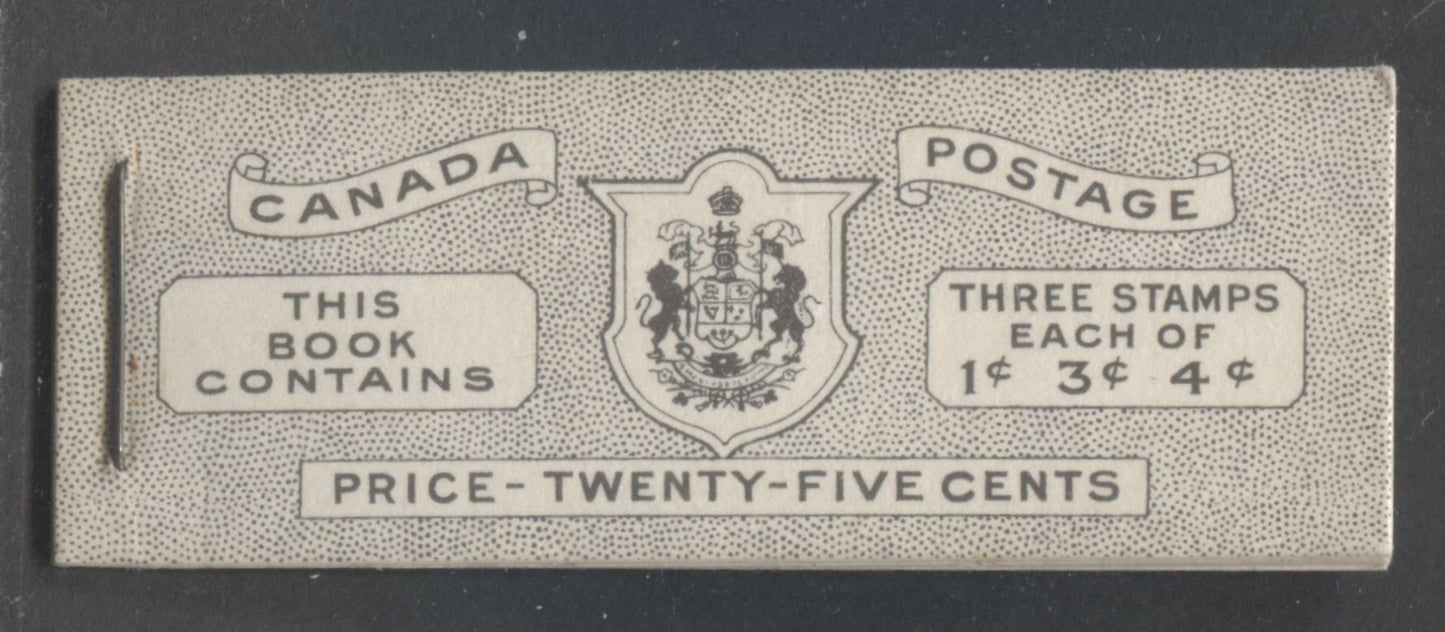 CANADA
POSTAGE
THIS
BOOK
CONTAINS
THREE STAMPS
EACH OF
1¢ 3¢ 4¢
PRICE-TWENTY-FIVE CENTS